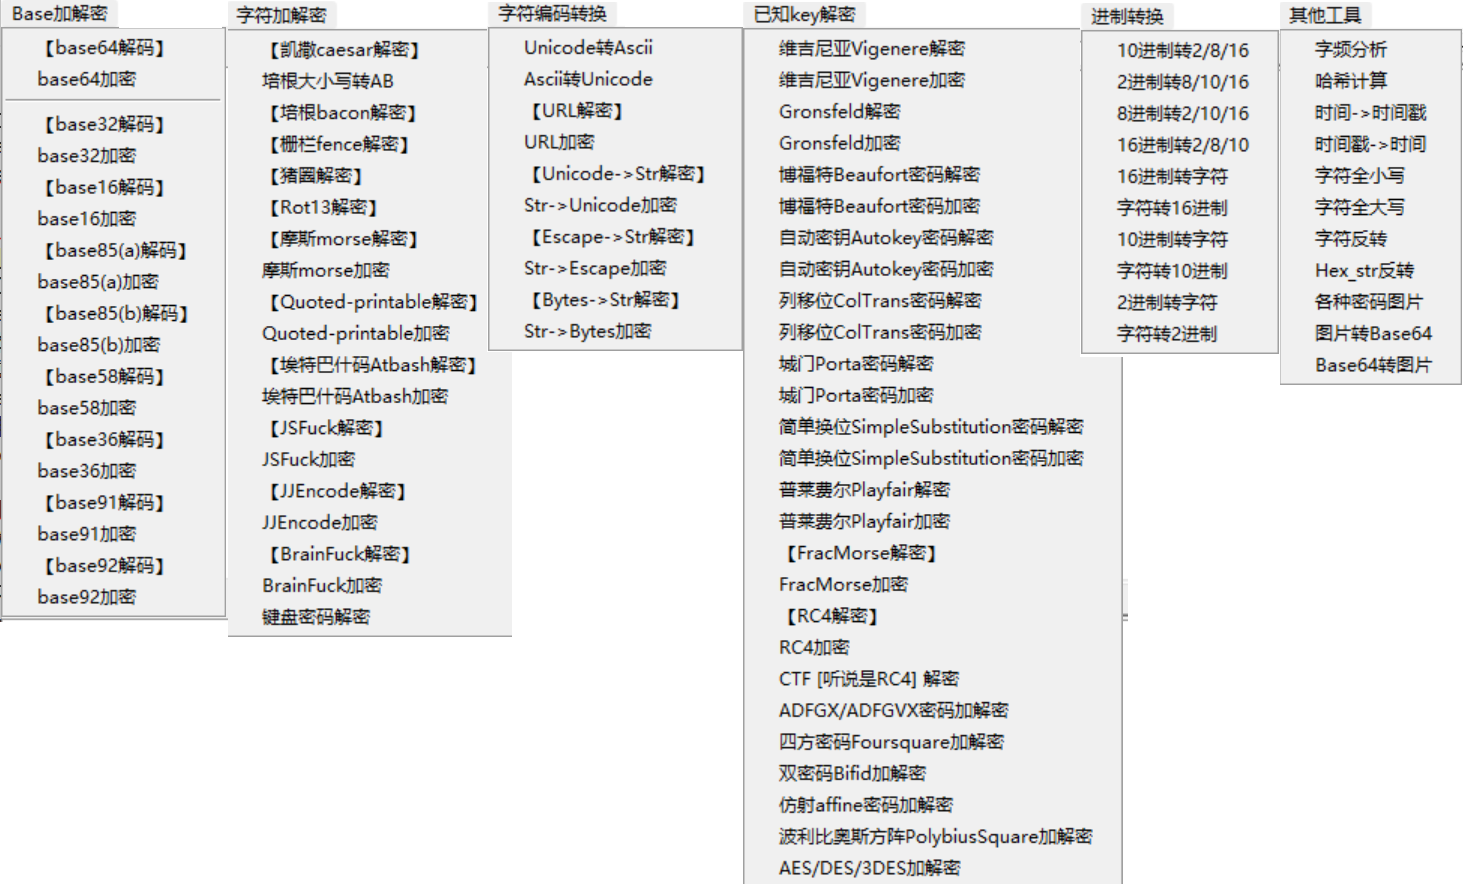 Base加解密
【base64解码】
base64加密
【base32解码】
base32加密
【base16解码】
base16加密
【base85(a)解码】
base85(a)加密
【base85(b)解码】
base85(b)加密
【base58解码】
base58加密
【base36解码】
base36加密
【base91解码】
base91加密
【base92解码】
base92加密
字符加解密
【凯撒caesar解密】
培根大小写转AB
【培根bacon解密】
【栅栏fence解密】
【猪圈解密】
【Rot13解密】
【摩斯morse解密】
摩斯morse加密
【Quoted-printable解密】
Quoted-printable加密
【埃特巴什码Atbash解密】
埃特巴什码Atbash加密
【JSFuck解密】
JSFuck加密
【JJEncode解密】
JJEncode加密
【BrainFuck解密】
BrainFuck加密
键盘密码解密
字符编码转换
Unicode转Ascii
Ascii转Unicode
【URL解密】
URL加密
【Unicode->Str解密】
Str->Unicode加密
【Escape->Str解密】
Str->Escape加密
【Bytes->Str解密】
Str->Bytes加密
已知key解密
维吉尼亚Vigenere解密
维吉尼亚Vigenere加密
Gronsfeld解密
Gronsfeld加密
博福特Beaufort密码解密
博福特Beaufort密码加密
自动密钥Autokey密码解密
自动密钥Autokey密码加密
列移位ColTrans密码解密
列移位ColTrans密码加密
城门Porta密码解密
城门Porta密码加密
简单换位SimpleSubstitution密码解密
简单换位SimpleSubstitution密码加密
普莱费尔Playfair解密
普莱费尔Playfair加密
【FracMorse解密】
FracMorse加密
【RC4解密】
RC4加密
CTF [听说是RC4] 解密
ADFGX/ADFGVX密码加解密
四方密码Foursquare加解密
双密码Bifid加解密
仿射affine密码加解密
波利比奥斯方阵PolybiusSquare加解密
AES/DES/3DES加解密
进制转换
10进制转2/8/16
2进制转8/10/16
8进制转2/10/16
16进制转2/8/10
16进制转字符
字符转16进制
10进制转字符
字符转10进制
2进制转字符
字符转2进制
其他工具
字频分析
哈希计算
时间->时间戳
时间戳->时间
字符全小写
字符全大写
字符反转
Hex_str反转
各种密码图片
图片转Base64
Base64转图片